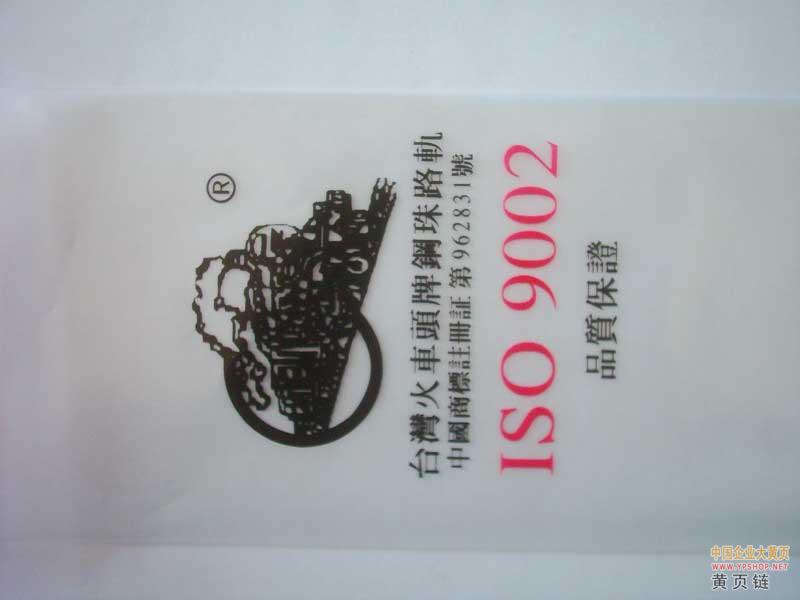 ®
台灣火車頭牌鋼珠路軌
中國商標註冊証第962831號
ISO 9002
品質保證
中国企业大黄页
WWW.YPSHOP.NET
黄页链